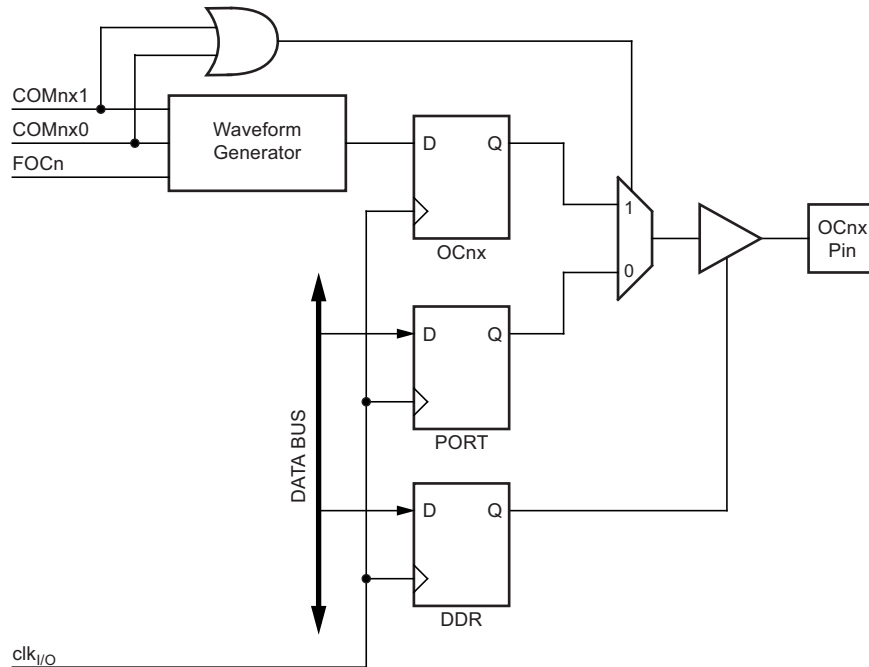 COMnx1
COMnx0
FOCn
Waveform
Generator
D
Q
OCnx
1
0
OCnx
Pin
D
Q
PORT
DATA BUS
D
Q
DDR
clkI/O